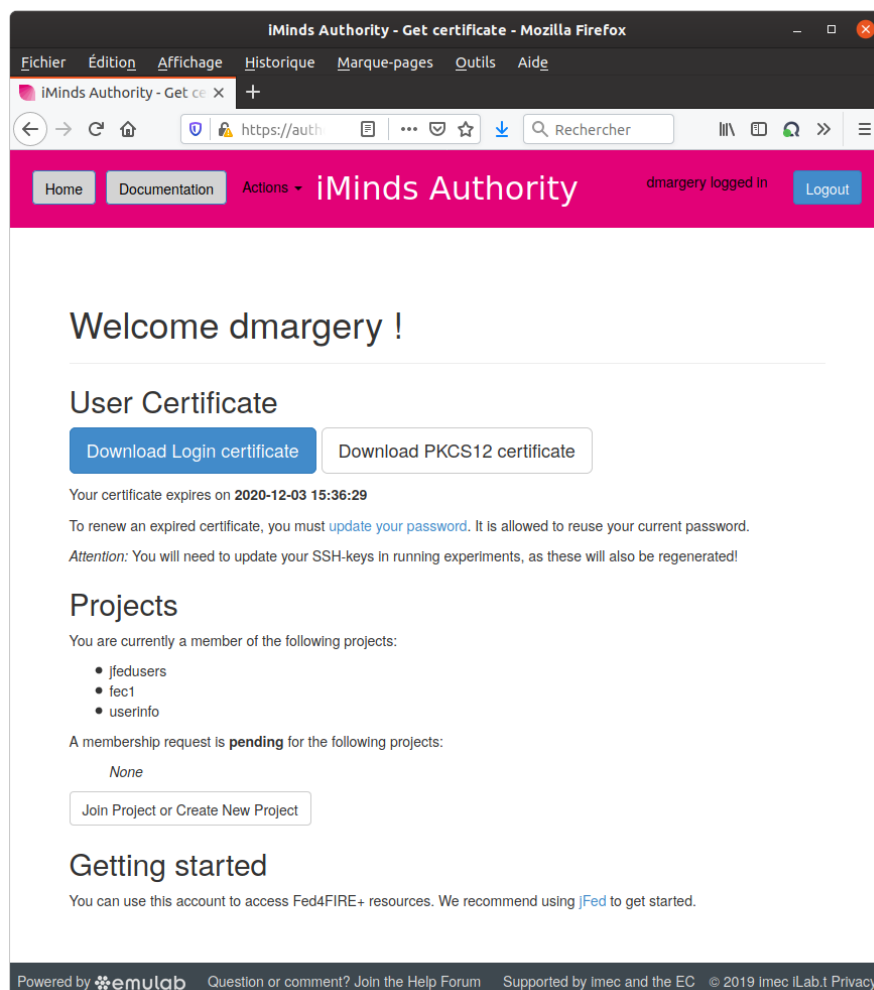 iMinds Authority - Get certificate - Mozilla Firefox
Fichier Édition Affichage Historique Marque-pages Outils Aide
iMinds Authority - Get ce
https://auth
Rechercher
Home Documentation Actions iMinds Authority dmargery logged in Logout
Welcome dmargery !
User Certificate
Download Login certificate Download PKCS12 certificate
Your certificate expires on 2020-12-03 15:36:29
To renew an expired certificate, you must update your password. It is allowed to reuse your current password.
Attention: You will need to update your SSH-keys in running experiments, as these will also be regenerated!
Projects
You are currently a member of the following projects:
jfedusers
fec1
userinfo
A membership request is pending for the following projects:
None
Join Project or Create New Project
Getting started
You can use this account to access Fed4FIRE+ resources. We recommend using jFed to get started.
Powered by emulab Question or comment? Join the Help Forum Supported by imec and the EC © 2019 imec iLab.t Privacy